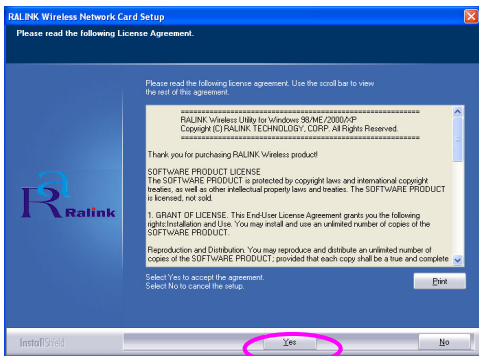 RALINK Wireless Network Card Setup
Please read the following License Agreement.
Please read the following license agreement. Use the scroll bar to view
the rest of this agreement.
============================================================
RALINK Wireless Utility for Windows 98/ME/2000/XP
Copyright (C) RALINK TECHNOLOGY, CORP. All Rights Reserved.
============================================================
Thank you for purchasing RALINK Wireless product!
SOFTWARE PRODUCT LICENSE
The SOFTWARE PRODUCT is protected by copyright laws and international copyright
treaties, as well as other intellectual property laws and treaties. The SOFTWARE PRODUCT
is licensed, not sold.
1. GRANT OF LICENSE. This End-User License Agreement grants you the following
rights:Installation and Use. You may install and use an unlimited number of copies of the
SOFTWARE PRODUCT.
Reproduction and Distribution. You may reproduce and distribute an unlimited number of
copies of the SOFTWARE PRODUCT; provided that each copy shall be a true and complete
Ralink
Select Yes to accept the agreement.
Select No to cancel the setup.
Print
InstallShield
Yes
No